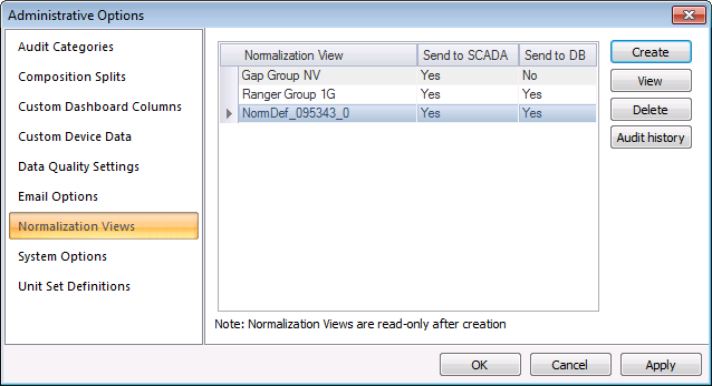 Administrative Options
Audit Categories
Composition Splits
Custom Dashboard Columns
Custom Device Data
Data Quality Settings
Email Options
Normalization Views
System Options
Unit Set Definitions
Normalization View Send to SCADA Send to DB
Gap Group NV Yes No
Ranger Group 1G Yes Yes
NormDef_095343_0 Yes Yes
Create
View
Delete
Audit history
Note: Normalization Views are read-only after creation
OK Cancel Apply